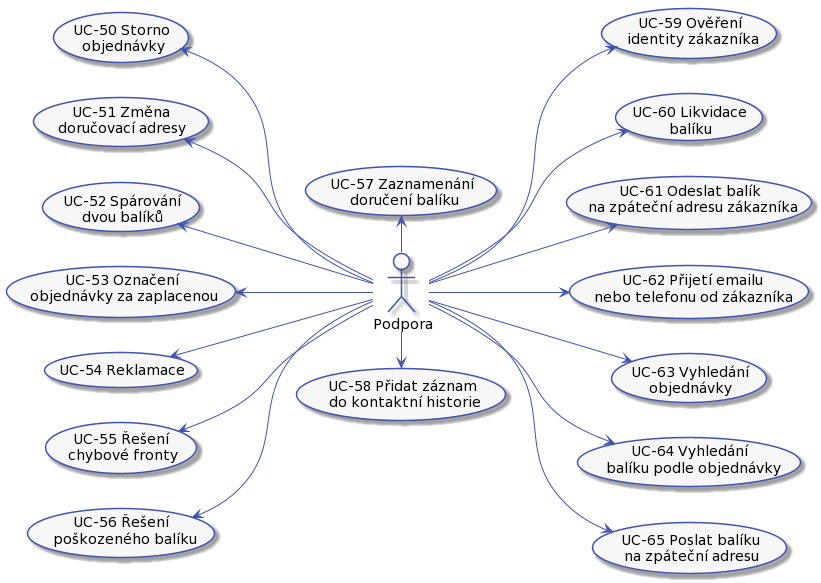 UC-50 Storno
objednávky
UC-51 Změna
doručovací adresy
UC-52 Spárování
dvou balíků
UC-53 Označení
objednávky za zaplacenou
UC-54 Reklamace
UC-55 Řešení
chybové fronty
UC-56 Řešení
poškozeného balíku
UC-57 Zaznamenání
doručení balíku
Podpora
UC-58 Přidat záznam
do kontaktní historie
UC-59 Ověření
identity zákazníka
UC-60 Likvidace
balíku
UC-61 Odeslat balík
na zpáteční adresu zákazníka
UC-62 Přijetí emailu
nebo telefonu od zákazníka
UC-63 Vyhledání
objednávky
UC-64 Vyhledání
balíku podle objednávky
UC-65 Poslat balíku
na zpáteční adresu